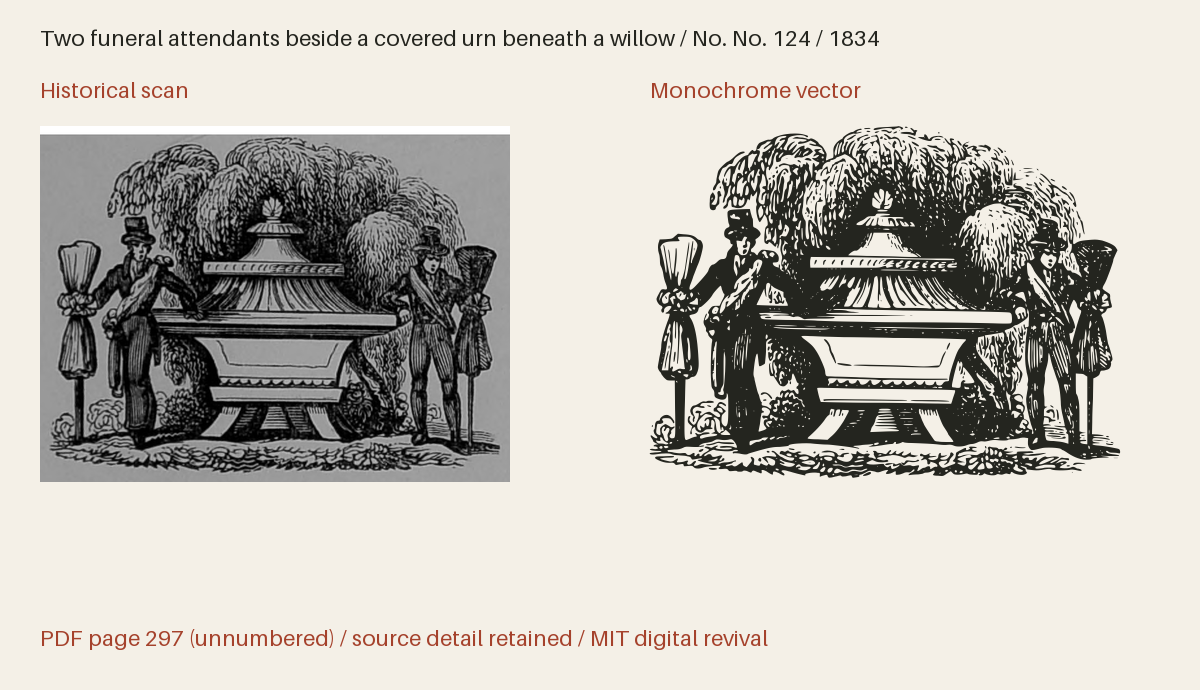 Two funeral attendants beside a covered urn beneath a willow / No. No. 124 / 1834
Historical scan
Monochrome vector
PDF page 297 (unnumbered) / source detail retained / MIT digital revival